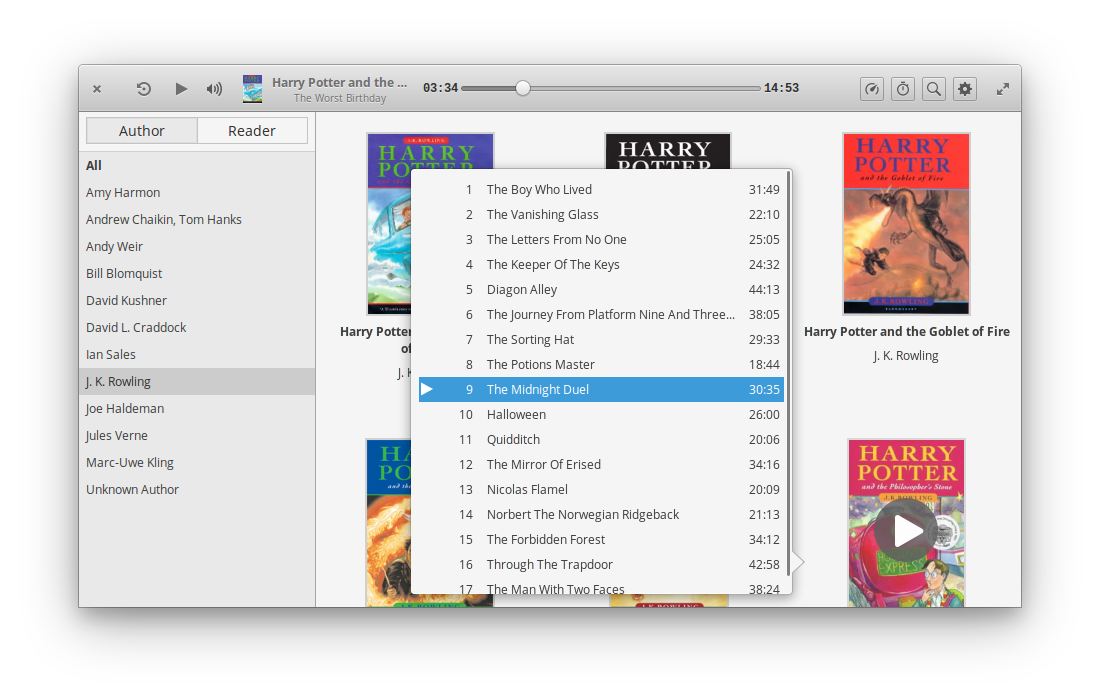 Harry Potter and the ...
The Worst Birthday
03:34
14:53
Author
Reader
All
Amy Harmon
Andrew Chaikin, Tom Hanks
Andy Weir
Bill Blomquist
David Kushner
David L. Craddock
Ian Sales
J. K. Rowling
Joe Haldeman
Jules Verne
Marc-Uwe Kling
Unknown Author
J.K. ROWLING
HARRY
POTTER
HARRY
POTTER
HARRY
POTTER
and the Goblet of Fire
J.K. ROWLING
Harry Potter
of
J. K
Harry Potter and the Goblet of Fire
J. K. Rowling
1 The Boy Who Lived 31:49
2 The Vanishing Glass 22:10
3 The Letters From No One 25:05
4 The Keeper Of The Keys 24:32
5 Diagon Alley 44:13
6 The Journey From Platform Nine And Three... 38:05
7 The Sorting Hat 29:33
8 The Potions Master 18:44
9 The Midnight Duel 30:35
10 Halloween 26:00
11 Quidditch 20:06
12 The Mirror Of Erised 34:16
13 Nicolas Flamel 20:09
14 Norbert The Norwegian Ridgeback 21:13
15 The Forbidden Forest 34:12
16 Through The Trapdoor 42:58
17 The Man With Two Faces 38:24
HA
PO
and the
J.K. ROWLING
HARRY
POTTER
and the Philosopher's Stone
J.K. ROWLING
EXPRESS